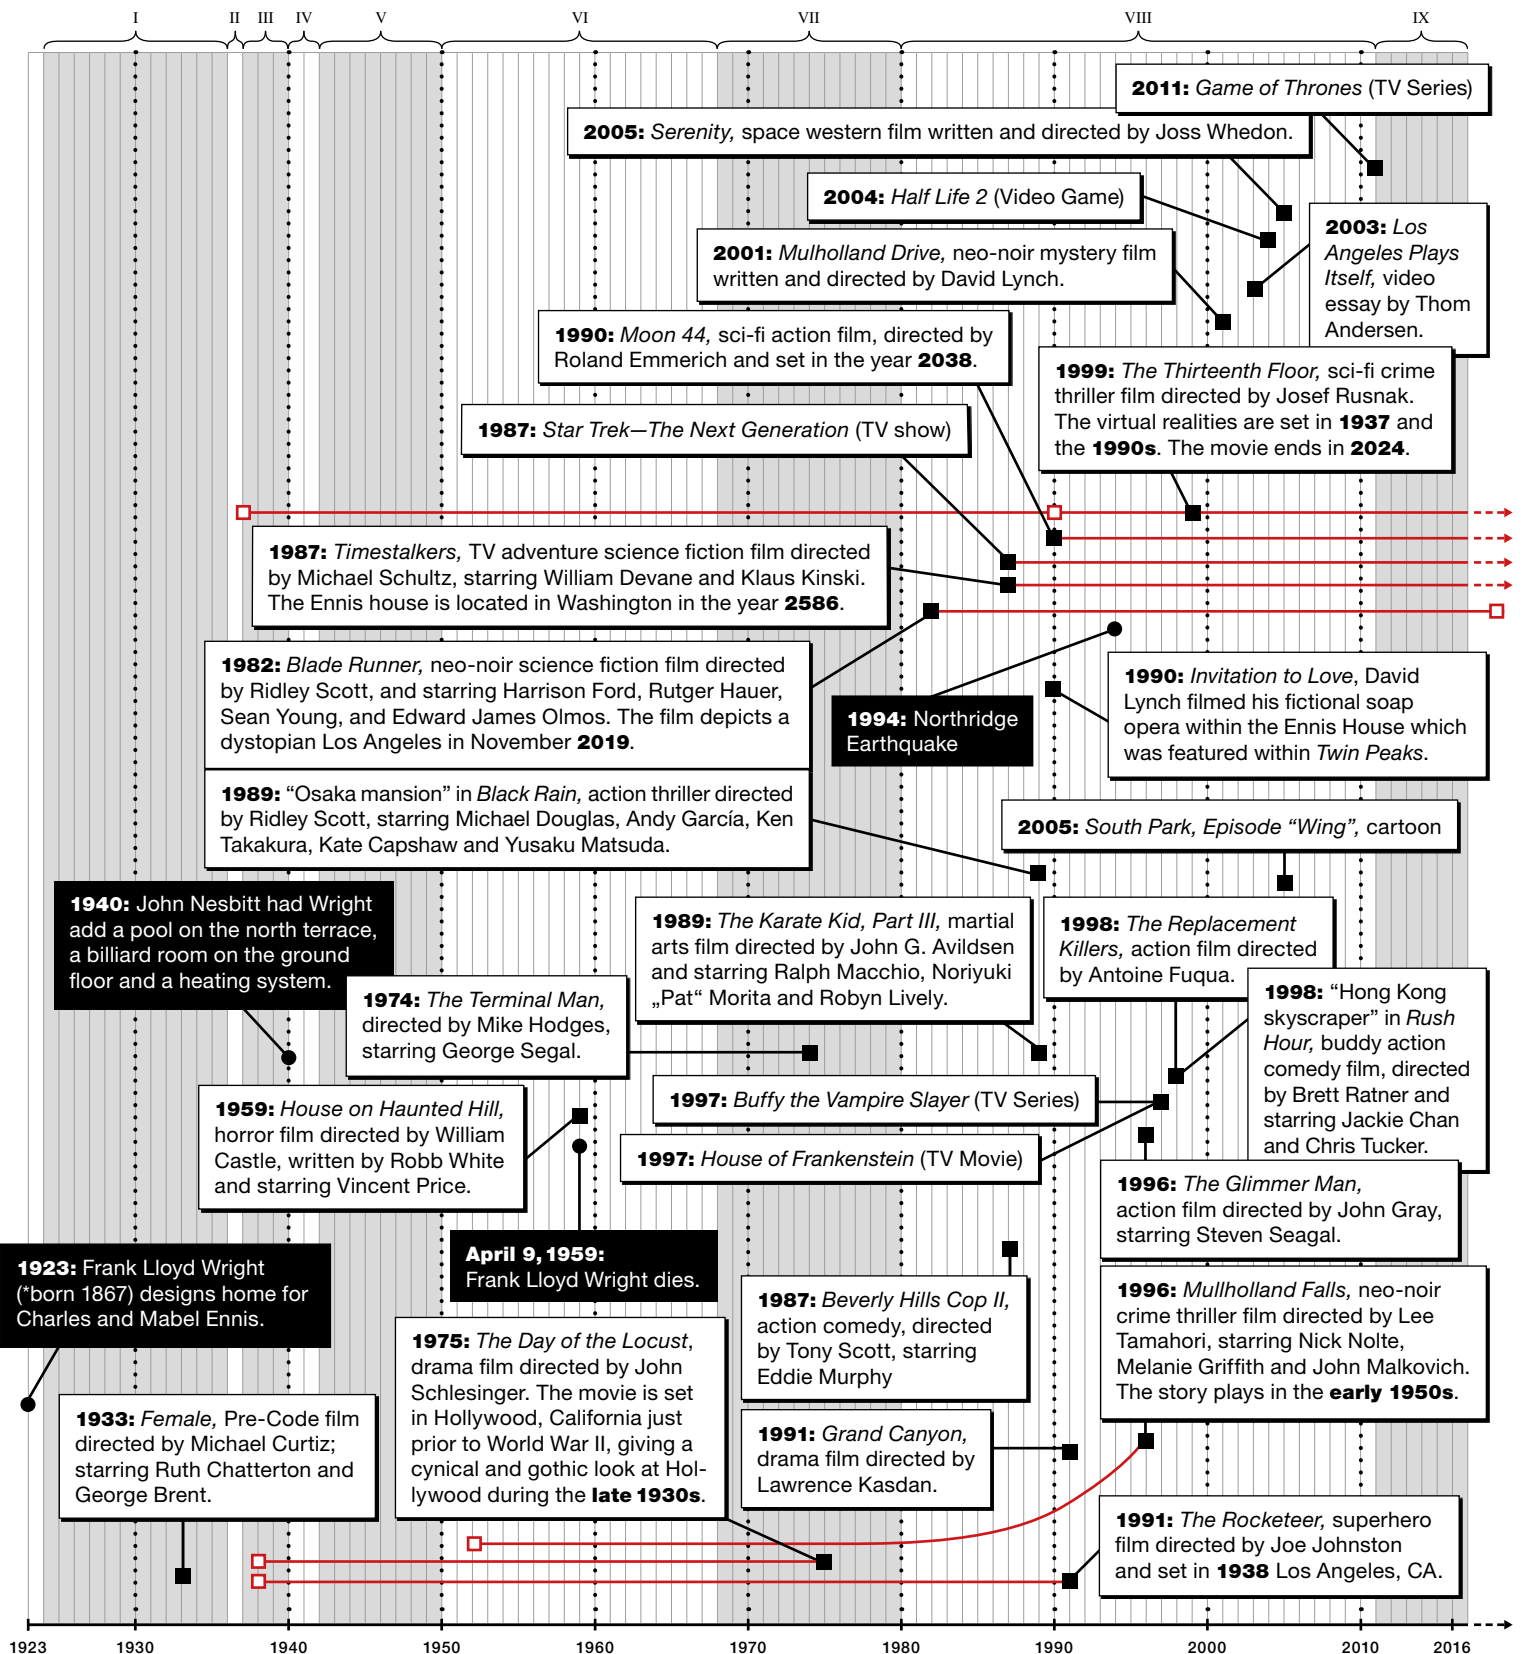 I II III IV V VI VII VIII IX
2011: Game of Thrones (TV Series)
2005: Serenity, space western film written and directed by Joss Whedon.
2004: Half Life 2 (Video Game)
2003: Los
Angeles Plays
Itself, video
essay by Thom
Andersen.
2001: Mulholland Drive, neo-noir mystery film
written and directed by David Lynch.
1990: Moon 44, sci-fi action film, directed by
Roland Emmerich and set in the year 2038.
1999: The Thirteenth Floor, sci-fi crime
thriller film directed by Josef Rusnak.
The virtual realities are set in 1937 and
the 1990s. The movie ends in 2024.
1987: Star Trek—The Next Generation (TV show)
1987: Timestalkers, TV adventure science fiction film directed
by Michael Schultz, starring William Devane and Klaus Kinski.
The Ennis house is located in Washington in the year 2586.
1982: Blade Runner, neo-noir science fiction film directed
by Ridley Scott, and starring Harrison Ford, Rutger Hauer,
Sean Young, and Edward James Olmos. The film depicts a
dystopian Los Angeles in November 2019.
1994: Northridge
Earthquake
1990: Invitation to Love, David
Lynch filmed his fictional soap
opera within the Ennis House which
was featured within Twin Peaks.
1989: “Osaka mansion” in Black Rain, action thriller directed
by Ridley Scott, starring Michael Douglas, Andy García, Ken
Takakura, Kate Capshaw and Yusaku Matsuda.
2005: South Park, Episode “Wing”, cartoon
1940: John Nesbitt had Wright
add a pool on the north terrace,
a billiard room on the ground
floor and a heating system.
1989: The Karate Kid, Part III, martial
arts film directed by John G. Avildsen
and starring Ralph Macchio, Noriyuki
„Pat“ Morita and Robyn Lively.
1998: The Replacement
Killers, action film directed
by Antoine Fuqua.
1974: The Terminal Man,
directed by Mike Hodges,
starring George Segal.
1998: “Hong Kong
skyscraper” in Rush
Hour, buddy action
comedy film, directed
by Brett Ratner and
starring Jackie Chan
and Chris Tucker.
1959: House on Haunted Hill,
horror film directed by William
Castle, written by Robb White
and starring Vincent Price.
1997: Buffy the Vampire Slayer (TV Series)
1997: House of Frankenstein (TV Movie)
1996: The Glimmer Man,
action film directed by John Gray,
starring Steven Seagal.
1923: Frank Lloyd Wright
(*born 1867) designs home for
Charles and Mabel Ennis.
April 9, 1959:
Frank Lloyd Wright dies.
1987: Beverly Hills Cop II,
action comedy, directed
by Tony Scott, starring
Eddie Murphy
1996: Mullholland Falls, neo-noir
crime thriller film directed by Lee
Tamahori, starring Nick Nolte,
Melanie Griffith and John Malkovich.
The story plays in the early 1950s.
1975: The Day of the Locust,
drama film directed by John
Schlesinger. The movie is set
in Hollywood, California just
prior to World War II, giving a
cynical and gothic look at Hol-
lywood during the late 1930s.
1933: Female, Pre-Code film
directed by Michael Curtiz;
starring Ruth Chatterton and
George Brent.
1991: Grand Canyon,
drama film directed by
Lawrence Kasdan.
1991: The Rocketeer, superhero
film directed by Joe Johnston
and set in 1938 Los Angeles, CA.
1923 1930 1940 1950 1960 1970 1980 1990 2000 2010 2016